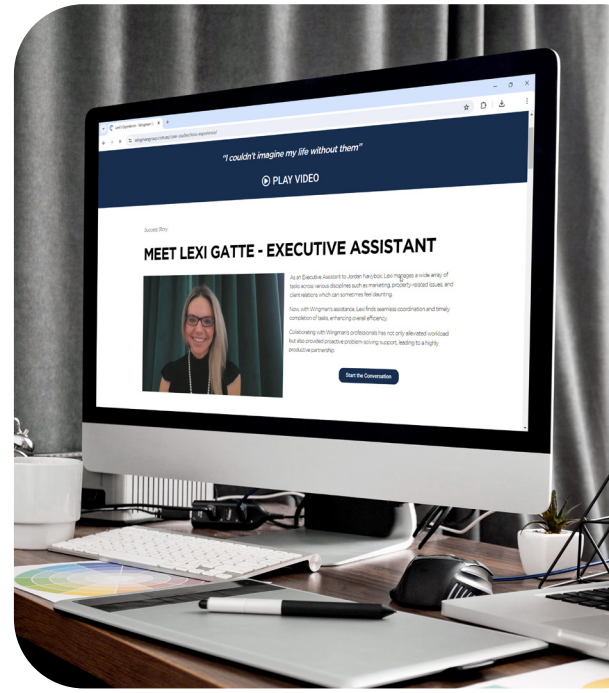 "I couldn't imagine my life without them"
PLAY VIDEO
Success Story
MEET LEXI GATTE - EXECUTIVE ASSISTANT
As an Executive Assistant to Jordan Navybox, Lexi manages a wide array of
tasks across various disciplines such as marketing, property-related issues, and
client relations which can sometimes feel daunting.
Now, with Wingman's assistance, Lexi finds seamless coordination and timely
completion of tasks, enhancing overall efficiency.
Collaborating with Wingman's professionals has not only alleviated workload
but also provided proactive problem-solving support, leading to a highly
productive partnership.
Start the Conversation